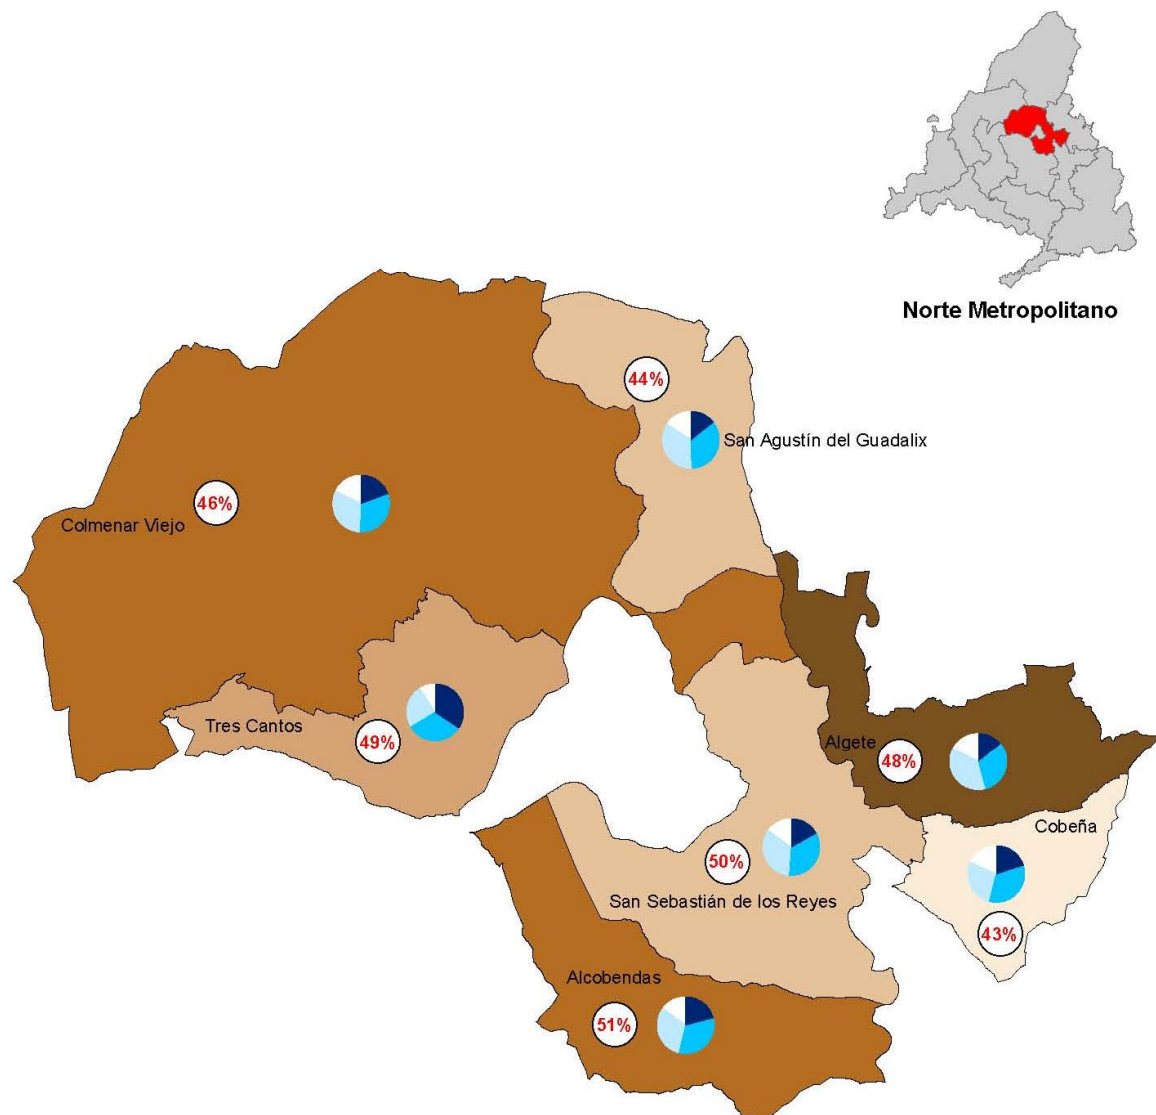 Norte Metropolitano
44%
San Agustín del Guadalix
46%
Colmenar Viejo
Tres Cantos
49%
Algete
48%
Cobeña
50%
San Sebastián de los Reyes
43%
Alcobendas
51%